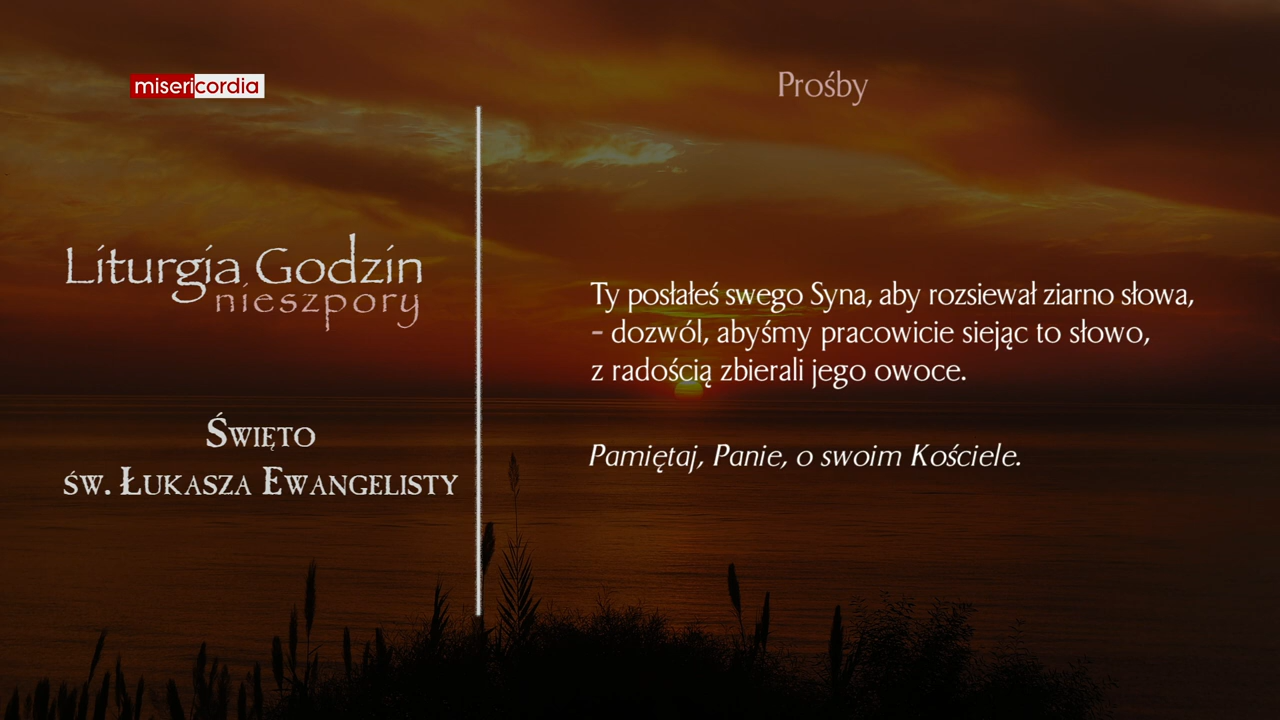 misericordia
Prośby
Liturgia Godzin
nieszpory
Święto
św. Łukasza Ewangelisty
Ty posłałeś swego Syna, aby rozsiewał ziarno słowa,
- dozwól, abyśmy pracowicie siejąc to słowo,
z radością zbierali jego owoce.
Pamiętaj, Panie, o swoim Kościele.